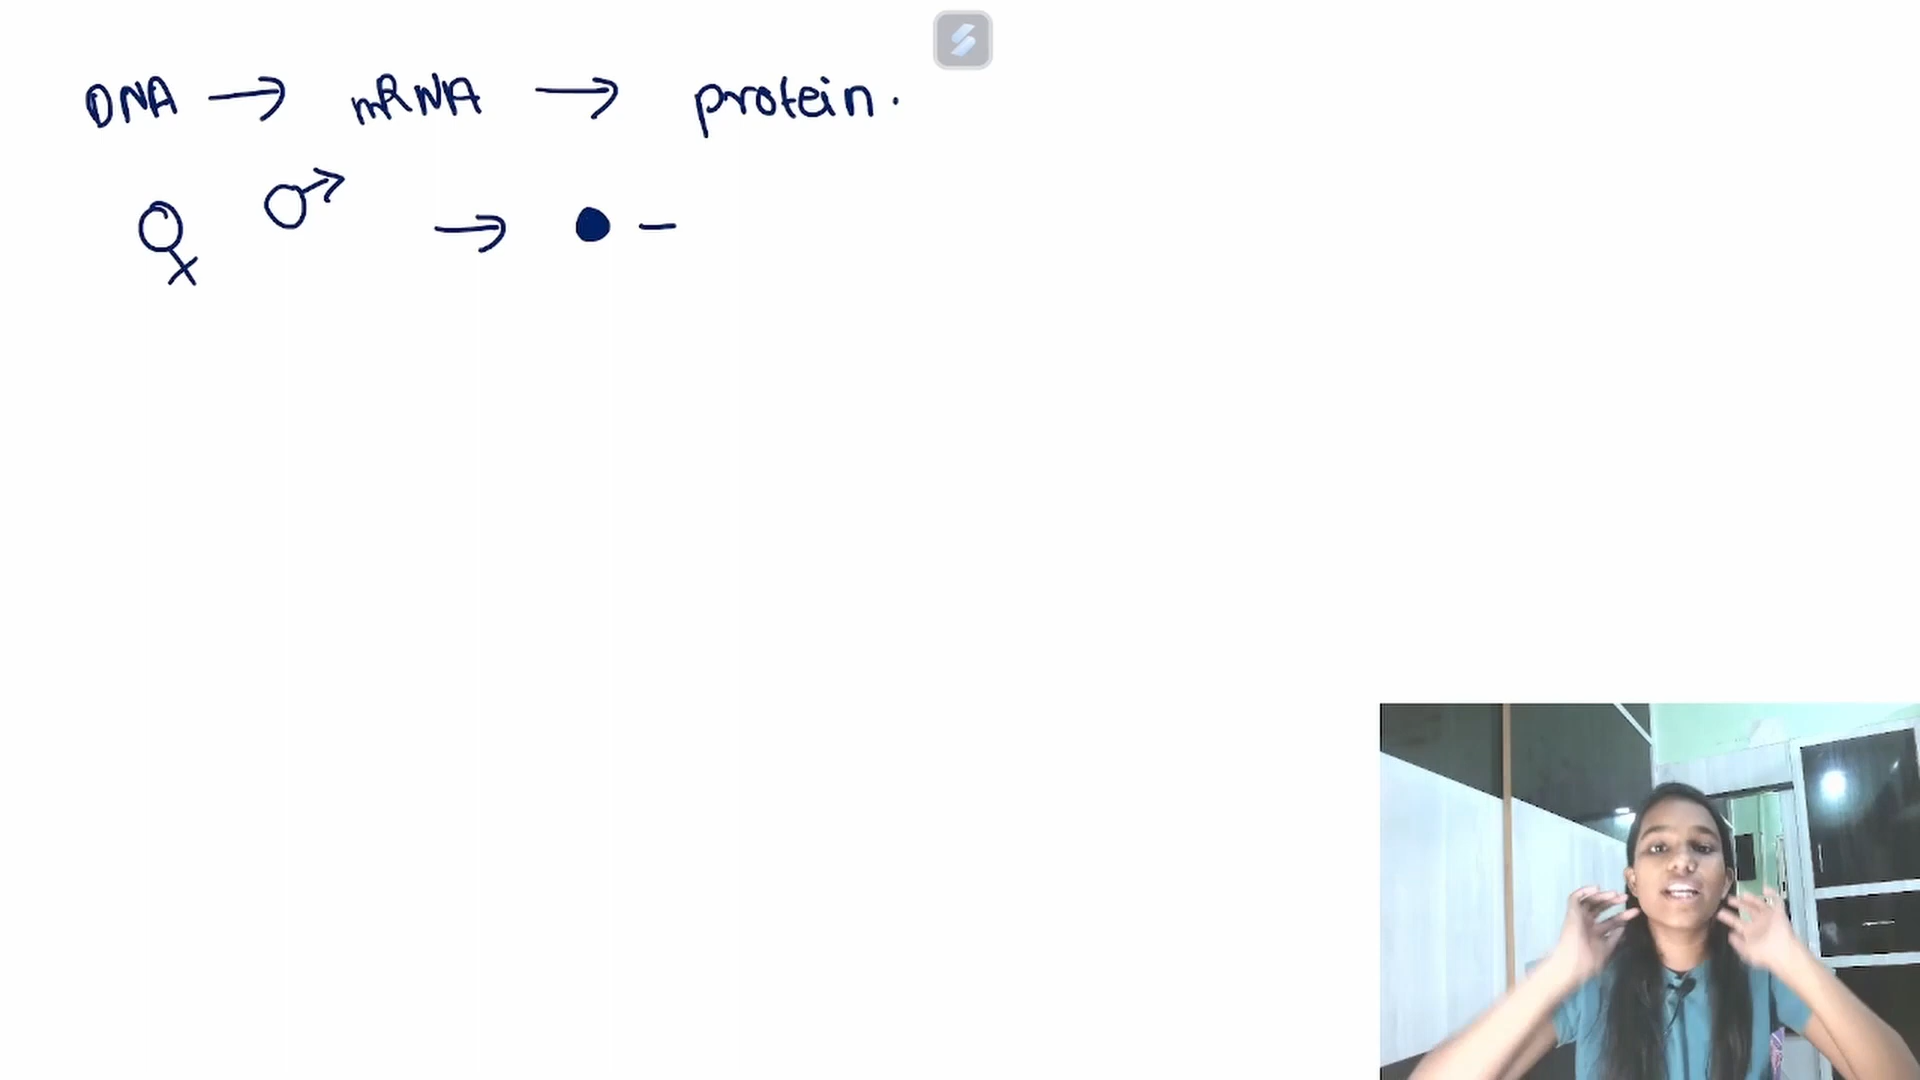 DNA → mRNA → protein.
♀ ♂ → ● –